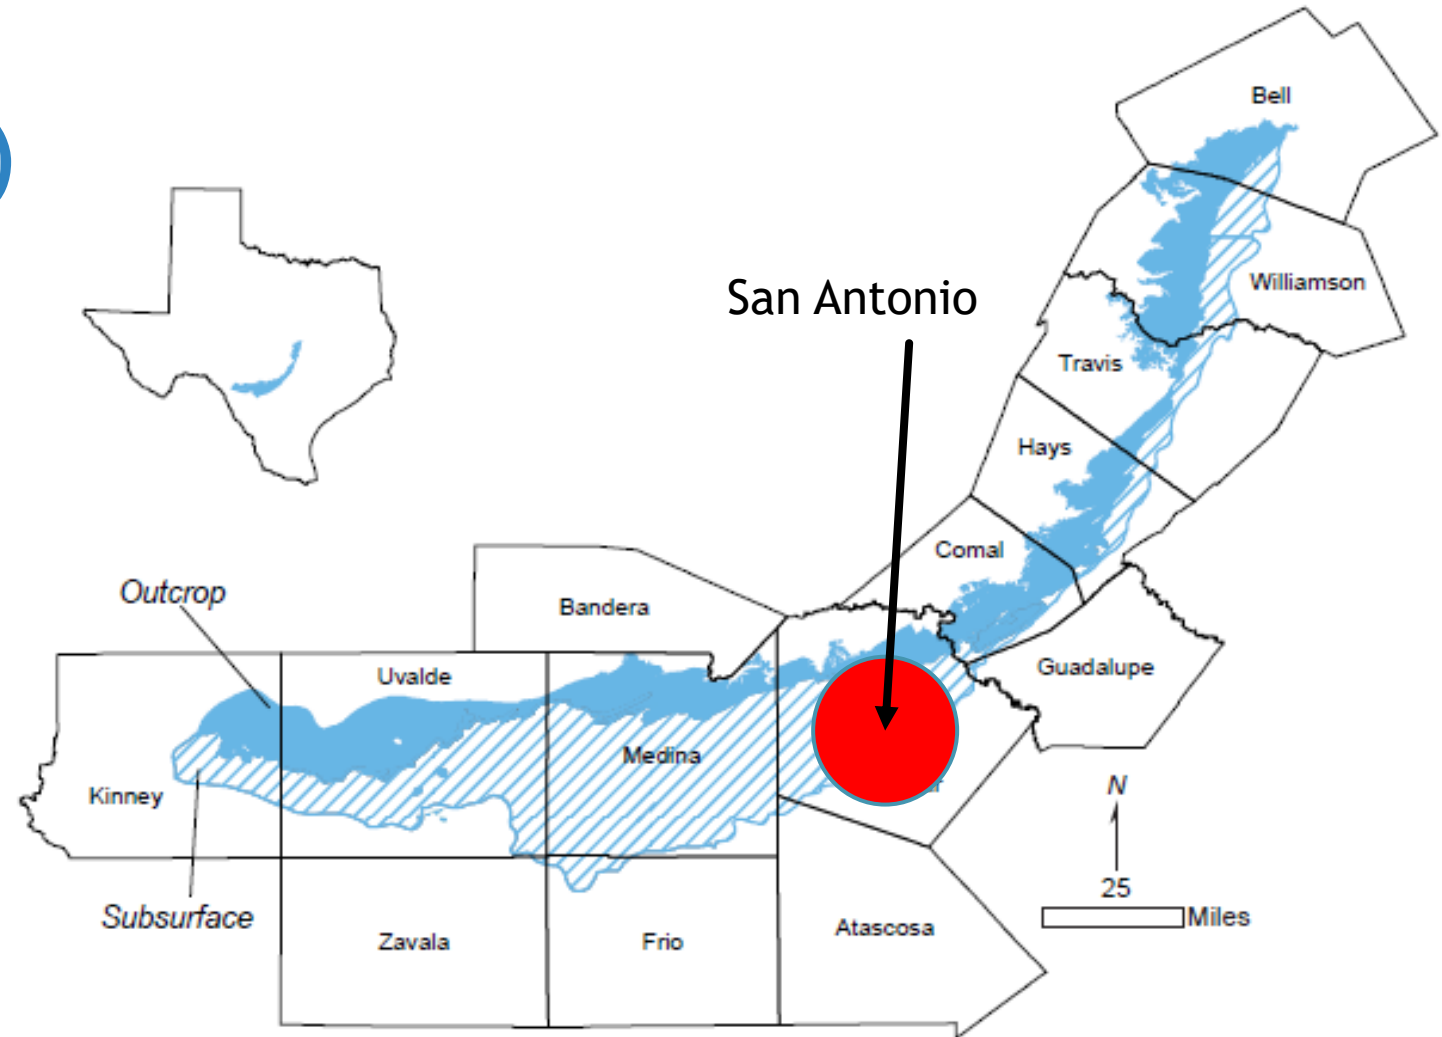 Bell
Williamson
San Antonio
Travis
Hays
Comal
Outcrop
Bandera
Guadalupe
Uvalde
Medina
Kinney
N
25
Miles
Subsurface
Zavala
Frio
Atascosa